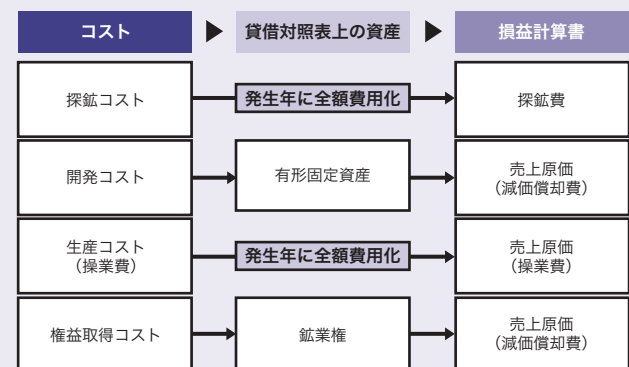 コスト
貸借対照表上の資産
損益計算書
探鉱コスト
発生年に全額費用化
探鉱費
開発コスト
有形固定資産
売上原価
(減価償却費)
生産コスト
(操業費)
発生年に全額費用化
売上原価
(操業費)
権益取得コスト
鉱業権
売上原価
(減価償却費)